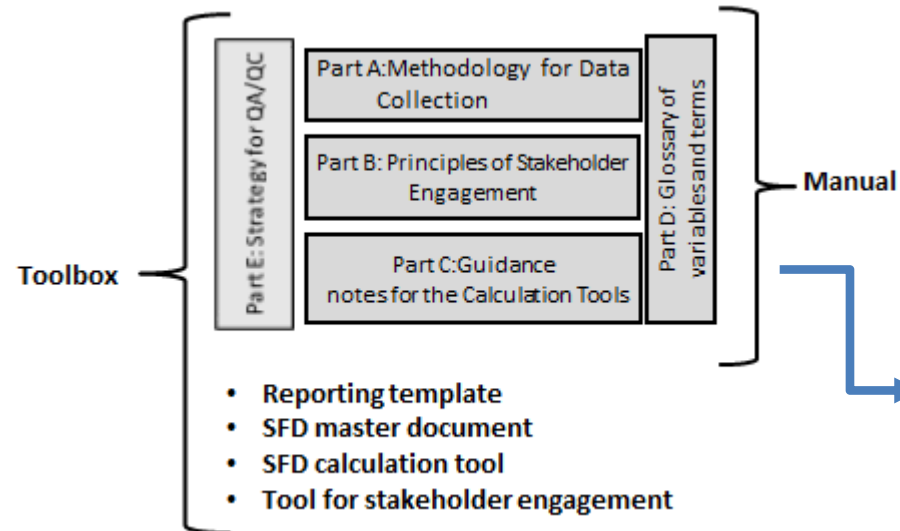 Toolbox
Part E: Strategy for QA/QC
Part A:Methodology for Data
Collection
Part B: Principles of Stakeholder
Engagement
Part C:Guidance
notes for the Calculation Tools
Part D: Glossary of
variablesand terms
Manual
• Reporting template
• SFD master document
• SFD calculation tool
• Tool for stakeholder engagement